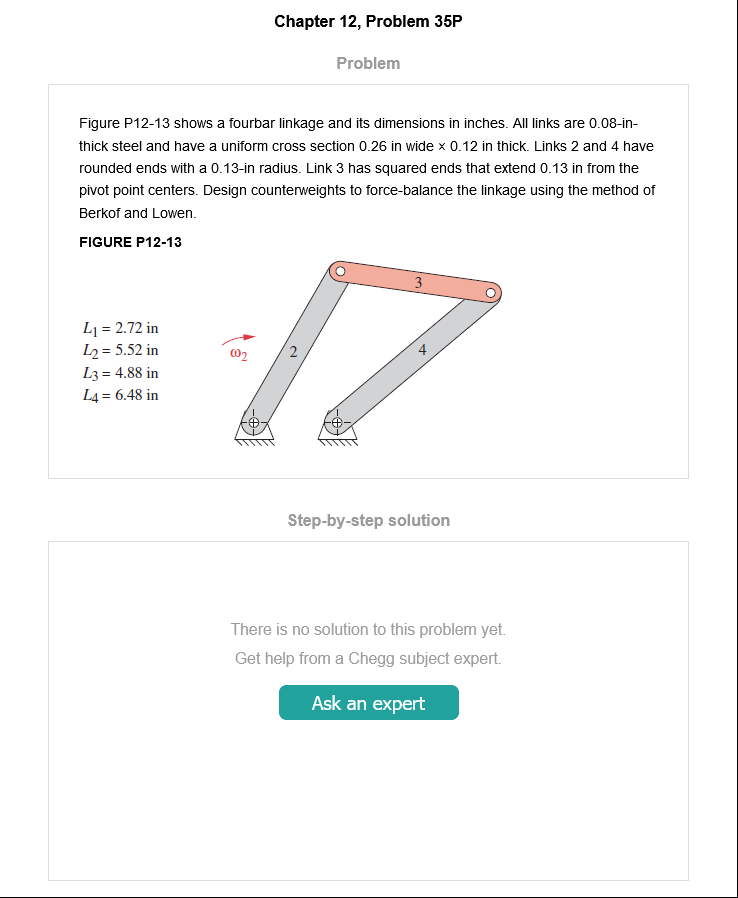 Chapter 12, Problem 35P
Problem
Figure P12-13 shows a fourbar linkage and its dimensions in inches. All links are 0.08-in-
thick steel and have a uniform cross section 0.26 in wide × 0.12 in thick. Links 2 and 4 have
rounded ends with a 0.13-in radius. Link 3 has squared ends that extend 0.13 in from the
pivot point centers. Design counterweights to force-balance the linkage using the method of
Berkof and Lowen.
FIGURE P12-13
3
L1 = 2.72 in
L2 = 5.52 in
L3 = 4.88 in
L4 = 6.48 in
ω2
2
4
Step-by-step solution
There is no solution to this problem yet.
Get help from a Chegg subject expert.
Ask an expert